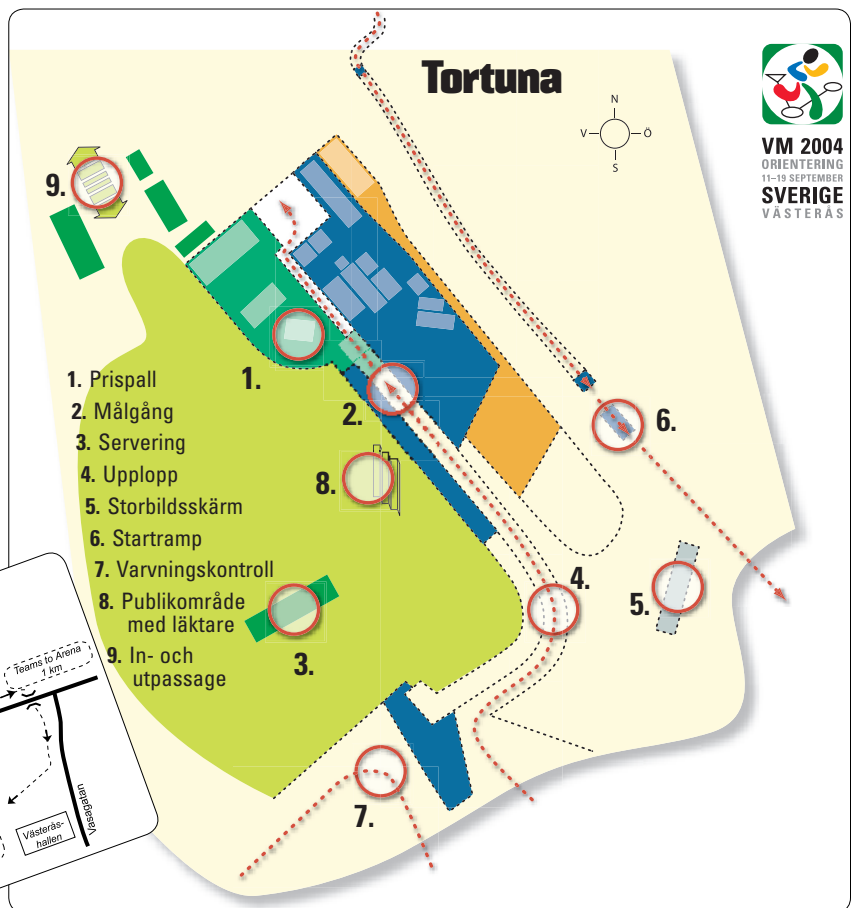 Tortuna
N
V
Ö
S
VM 2004
ORIENTERING
11–19 SEPTEMBER
SVERIGE
VÄSTERÅS
9.
1.
2.
6.
8.
4.
5.
3.
7.
1. Prispall
2. Målgång
3. Servering
4. Upplopp
5. Storbildsskärm
6. Startramp
7. Varvningskontroll
8. Publikområde
med läktare
9. In- och
utpassage
Teams to Arena
1 km
Vasagatan
Västerås-
hallen